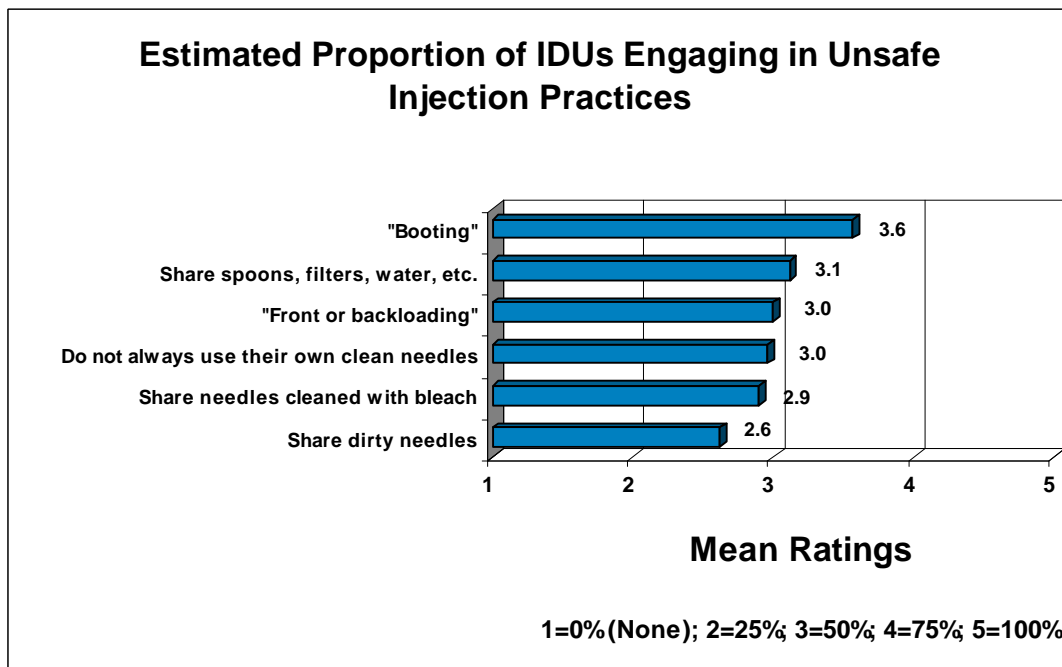 Estimated Proportion of IDUs Engaging in Unsafe
Injection Practices
"Booting" 3.6
Share spoons, filters, water, etc. 3.1
"Front or backloading" 3.0
Do not always use their own clean needles 3.0
Share needles cleaned with bleach 2.9
Share dirty needles 2.6
1 2 3 4 5
Mean Ratings
1=0% (None); 2=25%; 3=50%; 4=75%; 5=100%